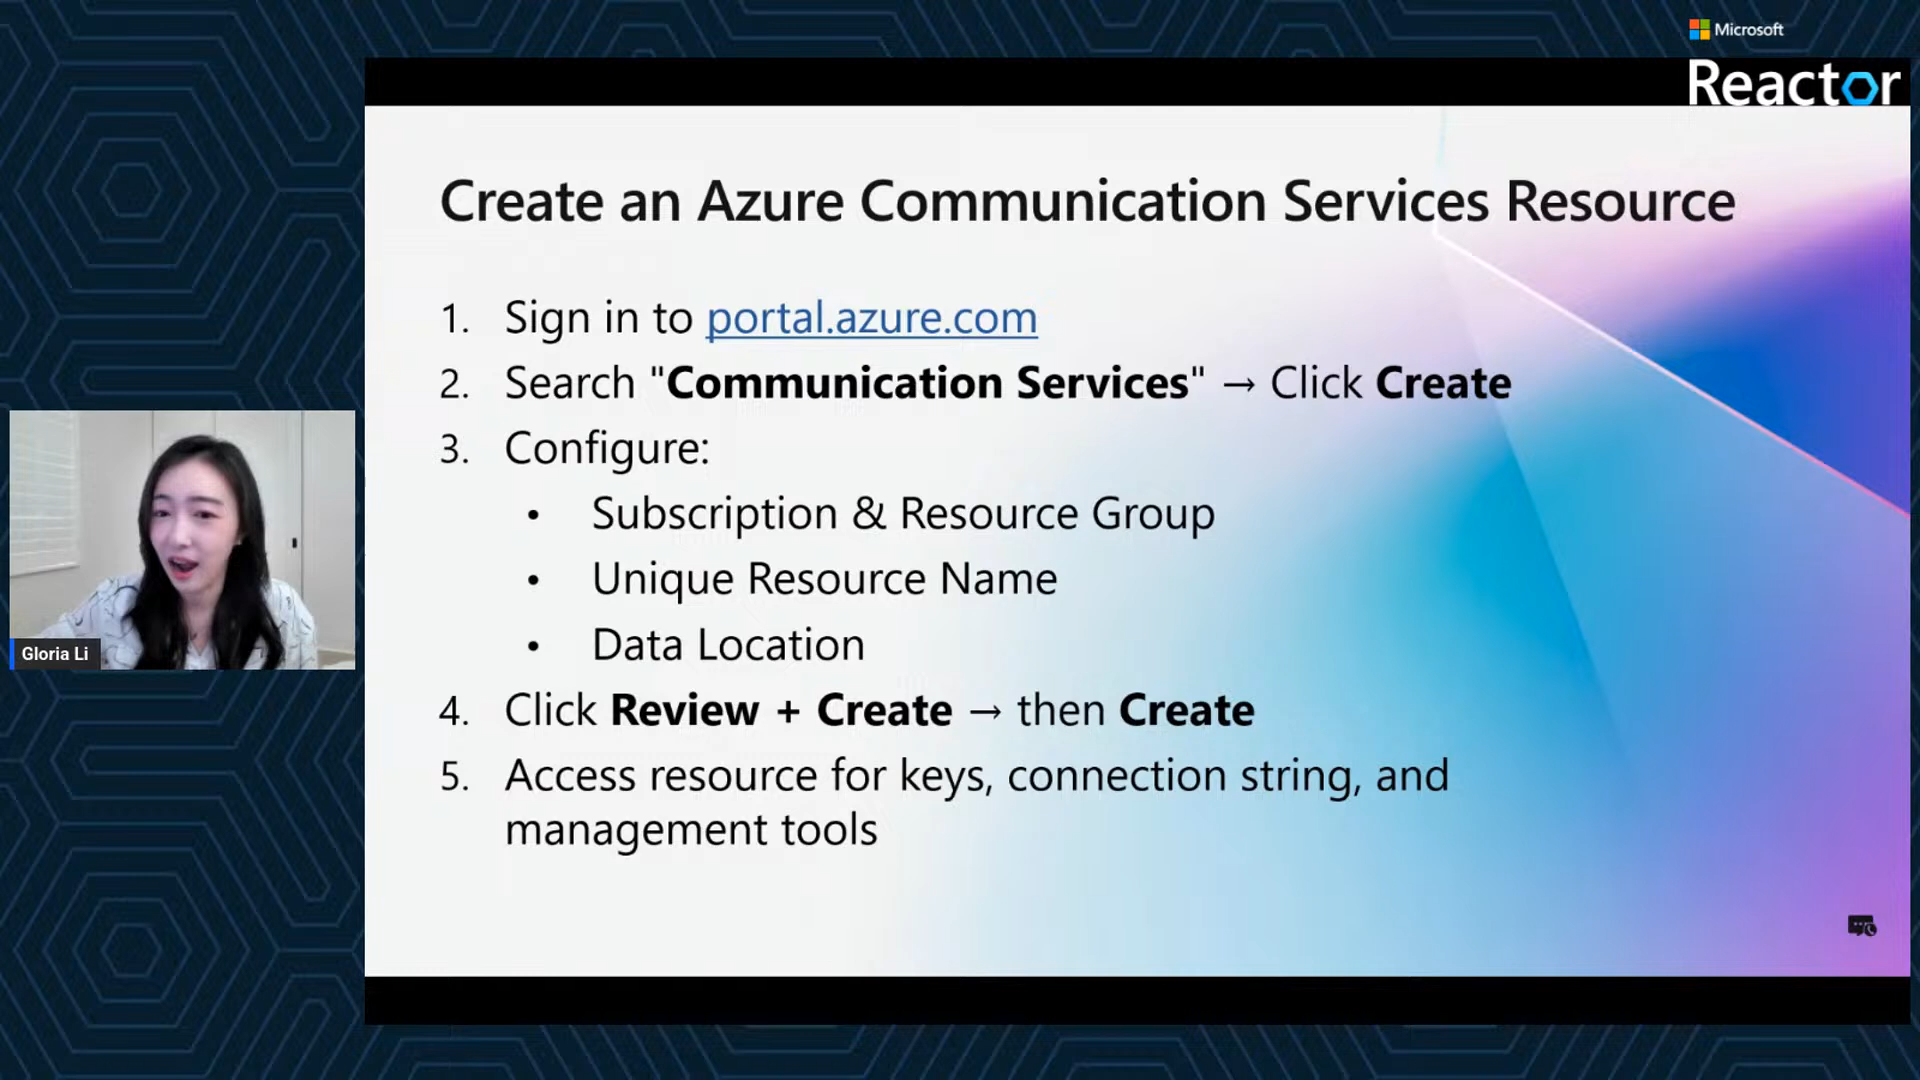 Microsoft
Reactor
Create an Azure Communication Services Resource
1. Sign in to portal.azure.com
2. Search "Communication Services" → Click Create
3. Configure:
• Subscription & Resource Group
• Unique Resource Name
• Data Location
4. Click Review + Create → then Create
5. Access resource for keys, connection string, and
management tools
Gloria Li